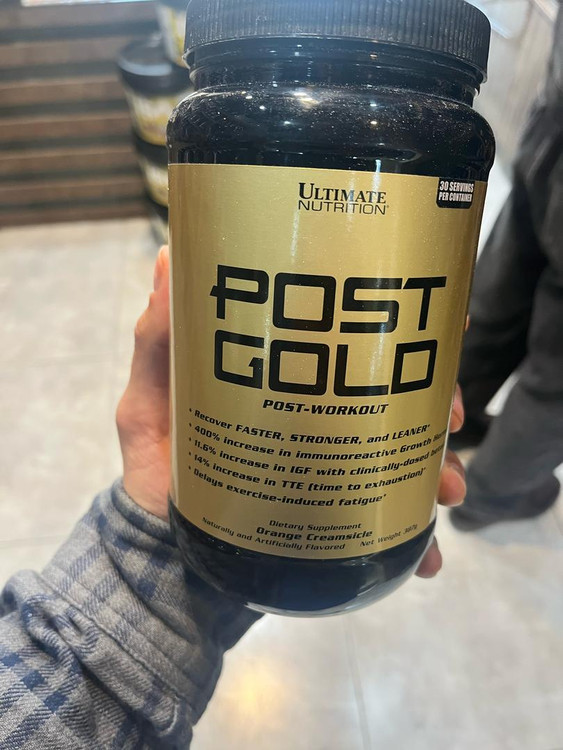 ULTIMATE
NUTRITION®
30 SERVINGS
PER CONTAINER
POST
GOLD
POST-WORKOUT
• Recover FASTER, STRONGER, and LEANER*
• 400% increase in immunoreactive Growth
• 11.6% increase in IGF with clinically-dosed
• 14% increase in TTE (time to exhaustion)*
• Delays exercise-induced fatigue*
Dietary Supplement
Orange Creamsicle
Naturally and Artificially Flavored
Net Weight